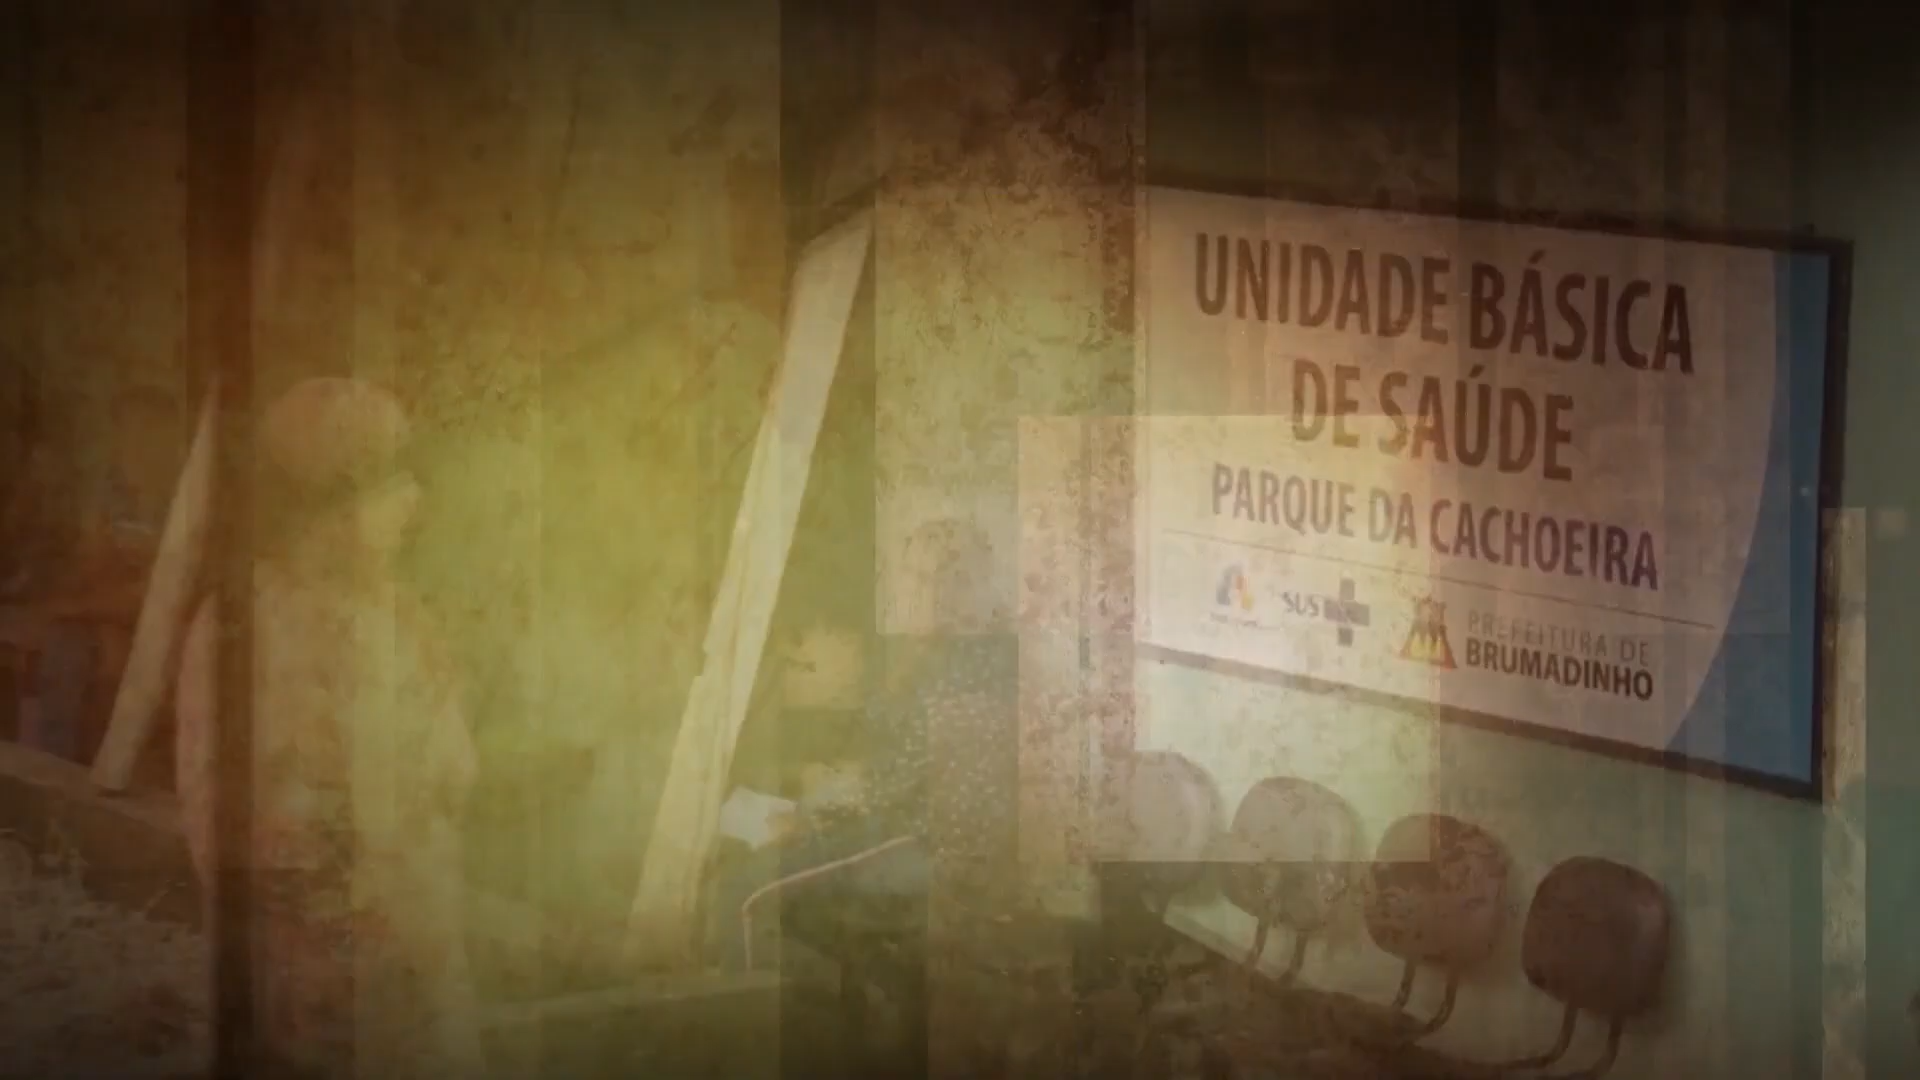 UNIDADE BÁSICA
DE SAÚDE
PARQUE DA CACHOEIRA
SUS
PREFEITURA DE
BRUMADINHO